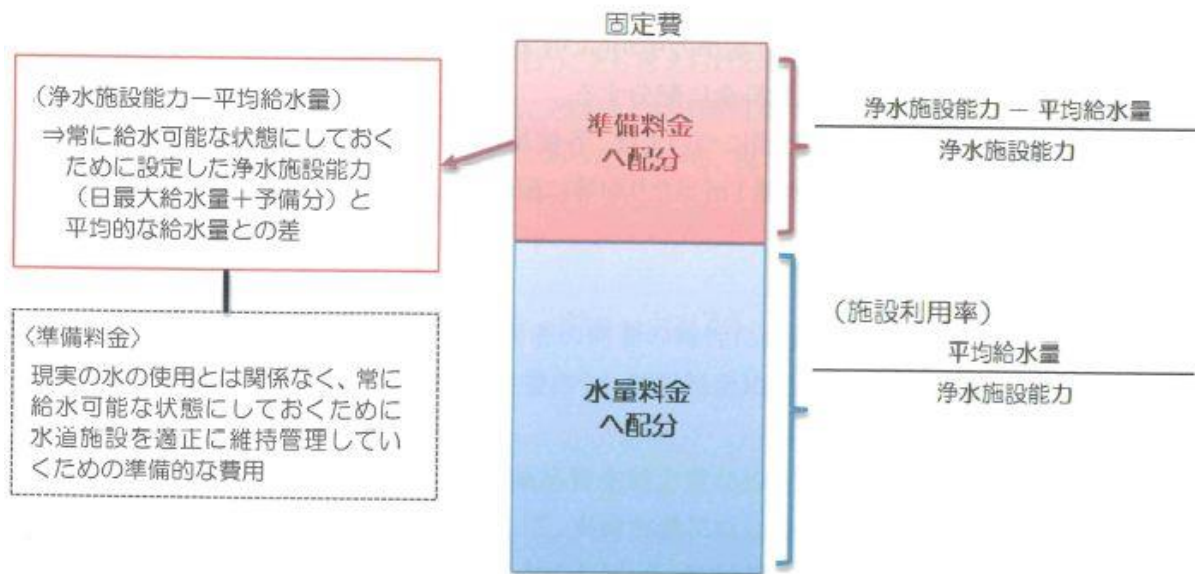 固定費
（浄水施設能力－平均給水量）
⇒常に給水可能な状態にしておく
ために設定した浄水施設能力
（日最大給水量＋予備分）と
平均的な給水量との差
準備料金
へ配分
浄水施設能力 － 平均給水量
浄水施設能力
〈準備料金〉
現実の水の使用とは関係なく、常に
給水可能な状態にしておくために
水道施設を適正に維持管理してい
くための準備的な費用
水量料金
へ配分
（施設利用率）
平均給水量
浄水施設能力